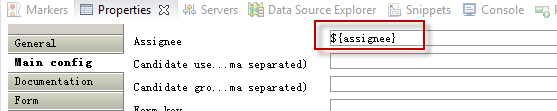 Markers Properties Servers Data Source Explorer Snippets Console
General
Assignee ${assignee}
Main config
Candidate use...ma separated)
Documentation
Candidate gro...ma separated)
Form